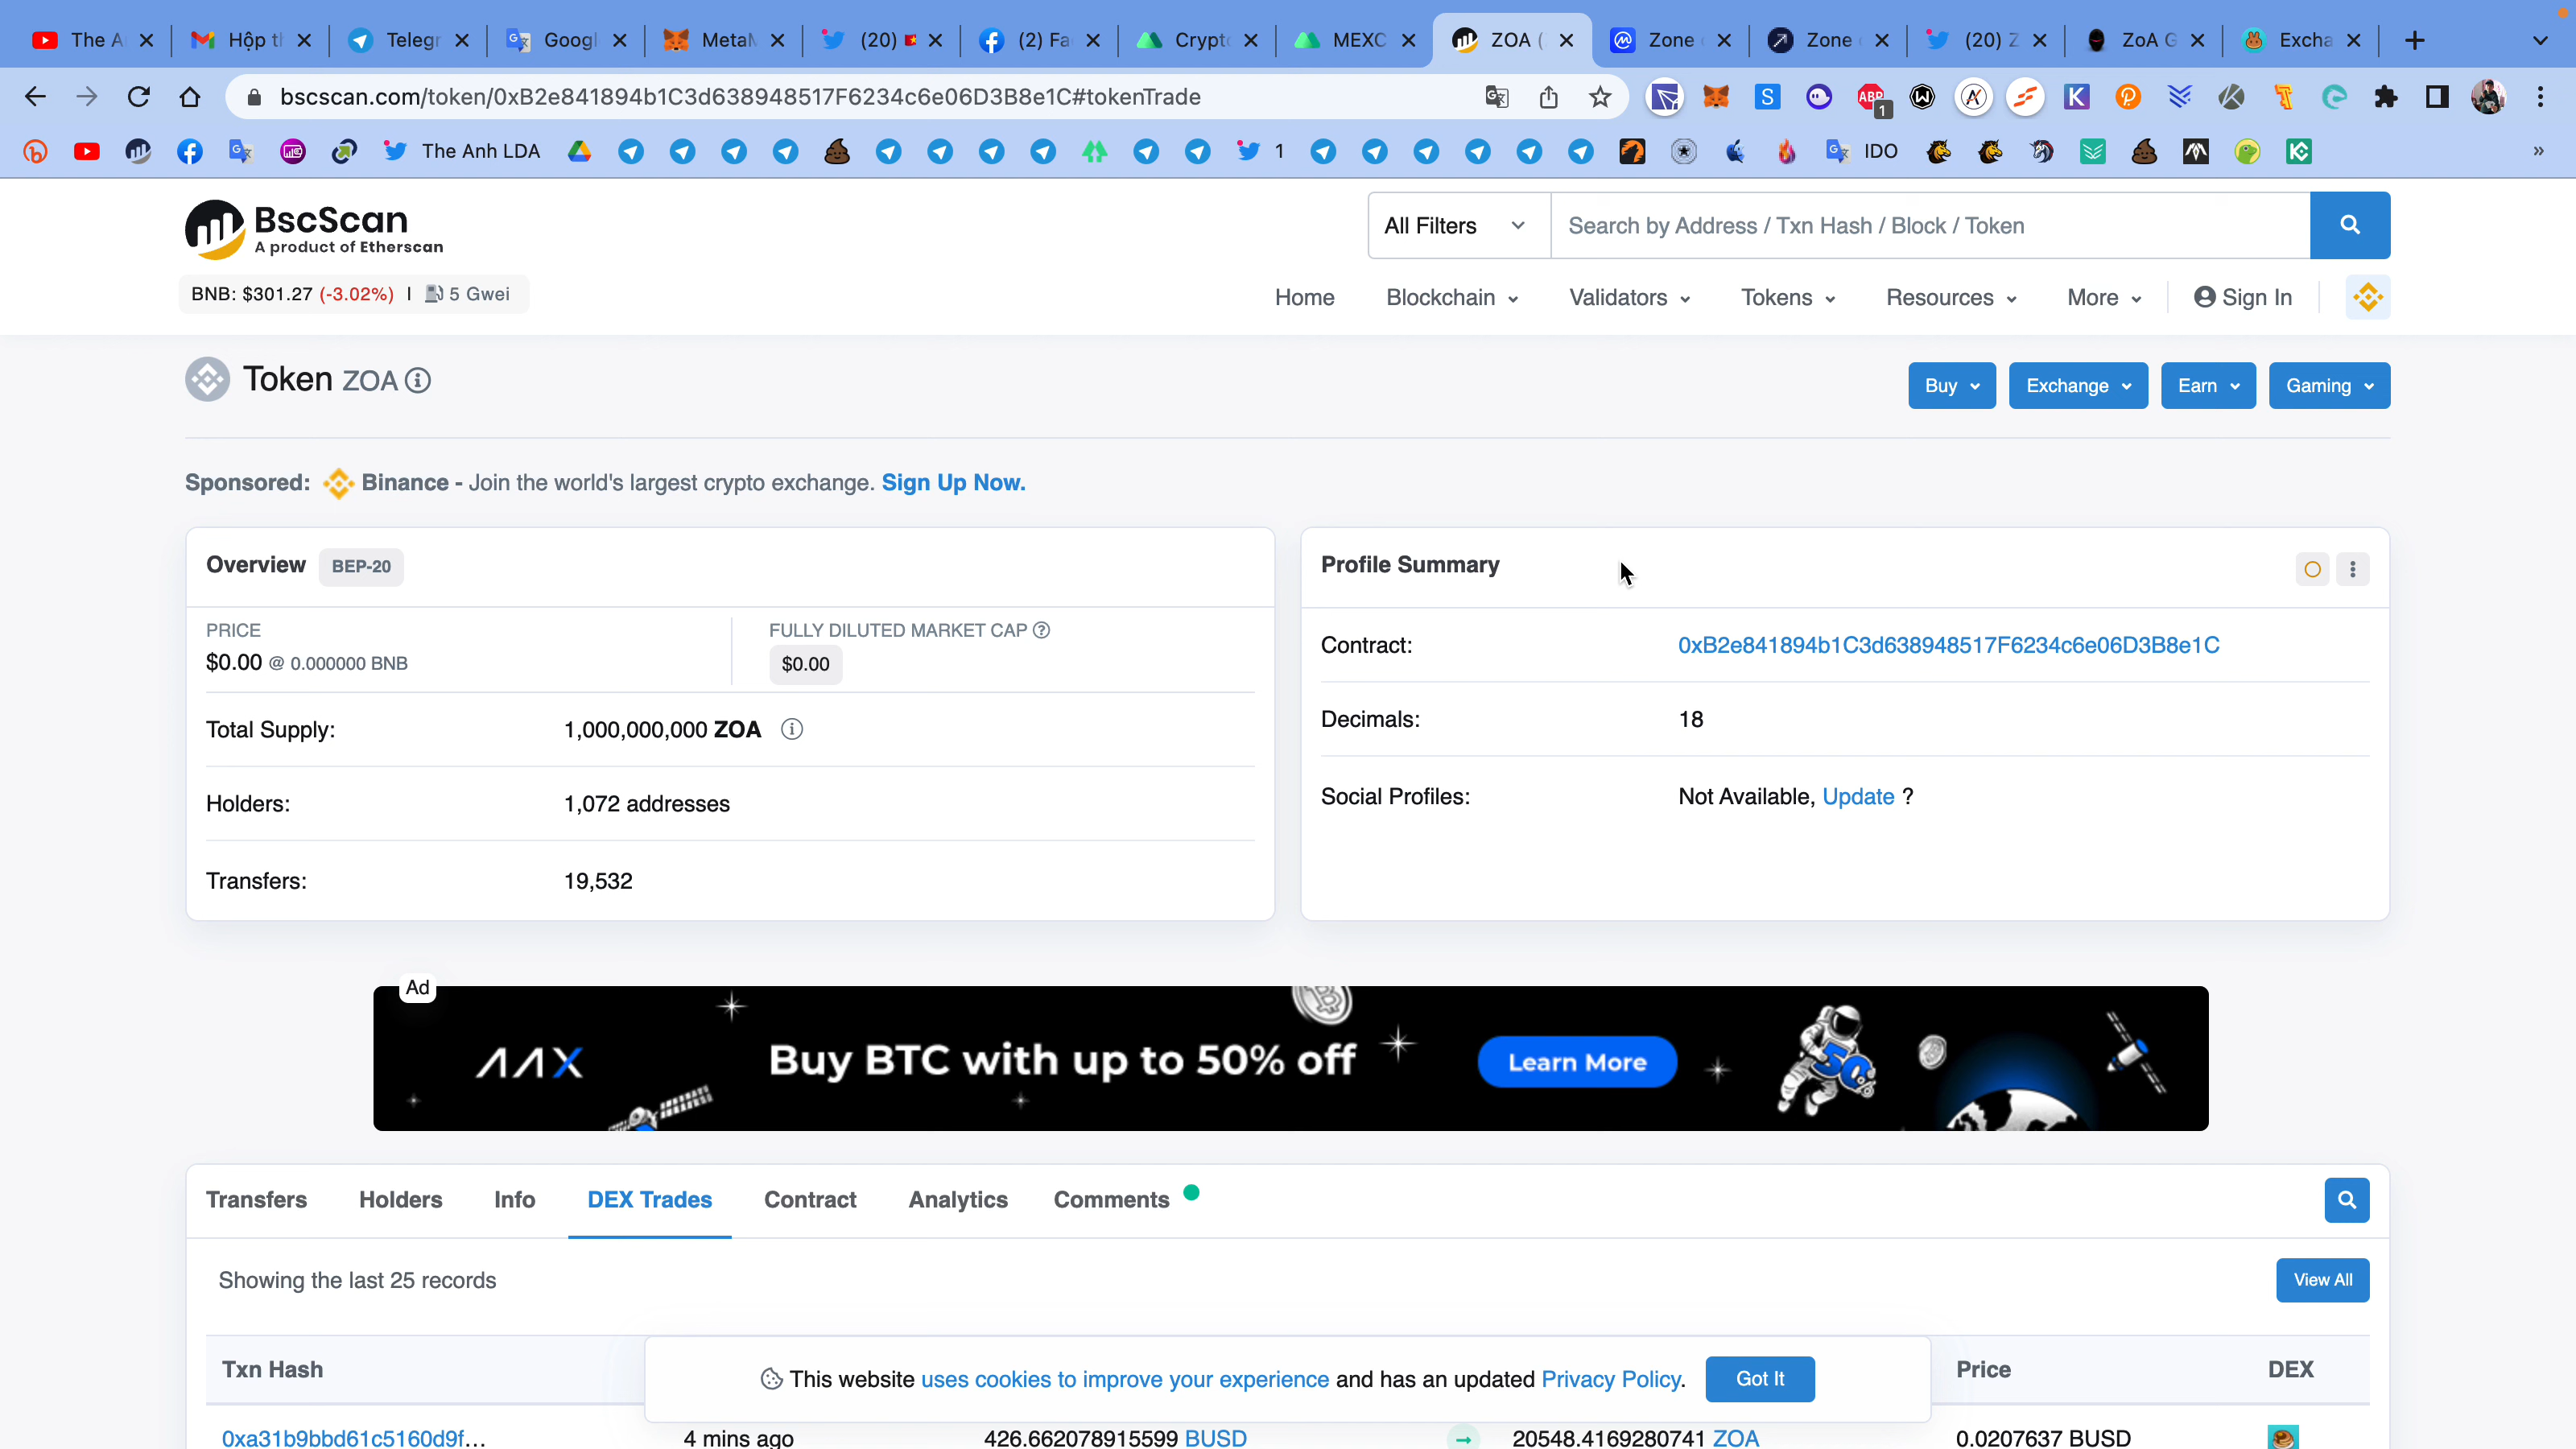 The A
Hộp t
Telegr
Googl
MetaM
(20)
(2) Fa
Crypt
MEXC
ZOA (
Zone
Zone
(20) Z
ZoA G
Excha
bscscan.com/token/0xB2e841894b1C3d638948517F6234c6e06D3B8e1C#tokenTrade
ABP
1
The Anh LDA
1
IDO
BscScan
A product of Etherscan
All Filters
Search by Address / Txn Hash / Block / Token
BNB: $301.27 (-3.02%) | 5 Gwei
Home Blockchain Validators Tokens Resources More Sign In
Token ZOA
Buy Exchange Earn Gaming
Sponsored: Binance - Join the world's largest crypto exchange. Sign Up Now.
Overview BEP-20
PRICE
$0.00 @ 0.000000 BNB
FULLY DILUTED MARKET CAP
$0.00
Total Supply: 1,000,000,000 ZOA
Holders: 1,072 addresses
Transfers: 19,532
Profile Summary
Contract: 0xB2e841894b1C3d638948517F6234c6e06D3B8e1C
Decimals: 18
Social Profiles: Not Available, Update ?
Ad
AAX
Buy BTC with up to 50% off
Learn More
50%
Transfers Holders Info DEX Trades Contract Analytics Comments
Showing the last 25 records
View All
Txn Hash
Price DEX
This website uses cookies to improve your experience and has an updated Privacy Policy. Got It
0xa31b9bbd61c5160d9f... 4 mins ago 426.662078915599 BUSD 20548.4169280741 ZOA 0.0207637 BUSD